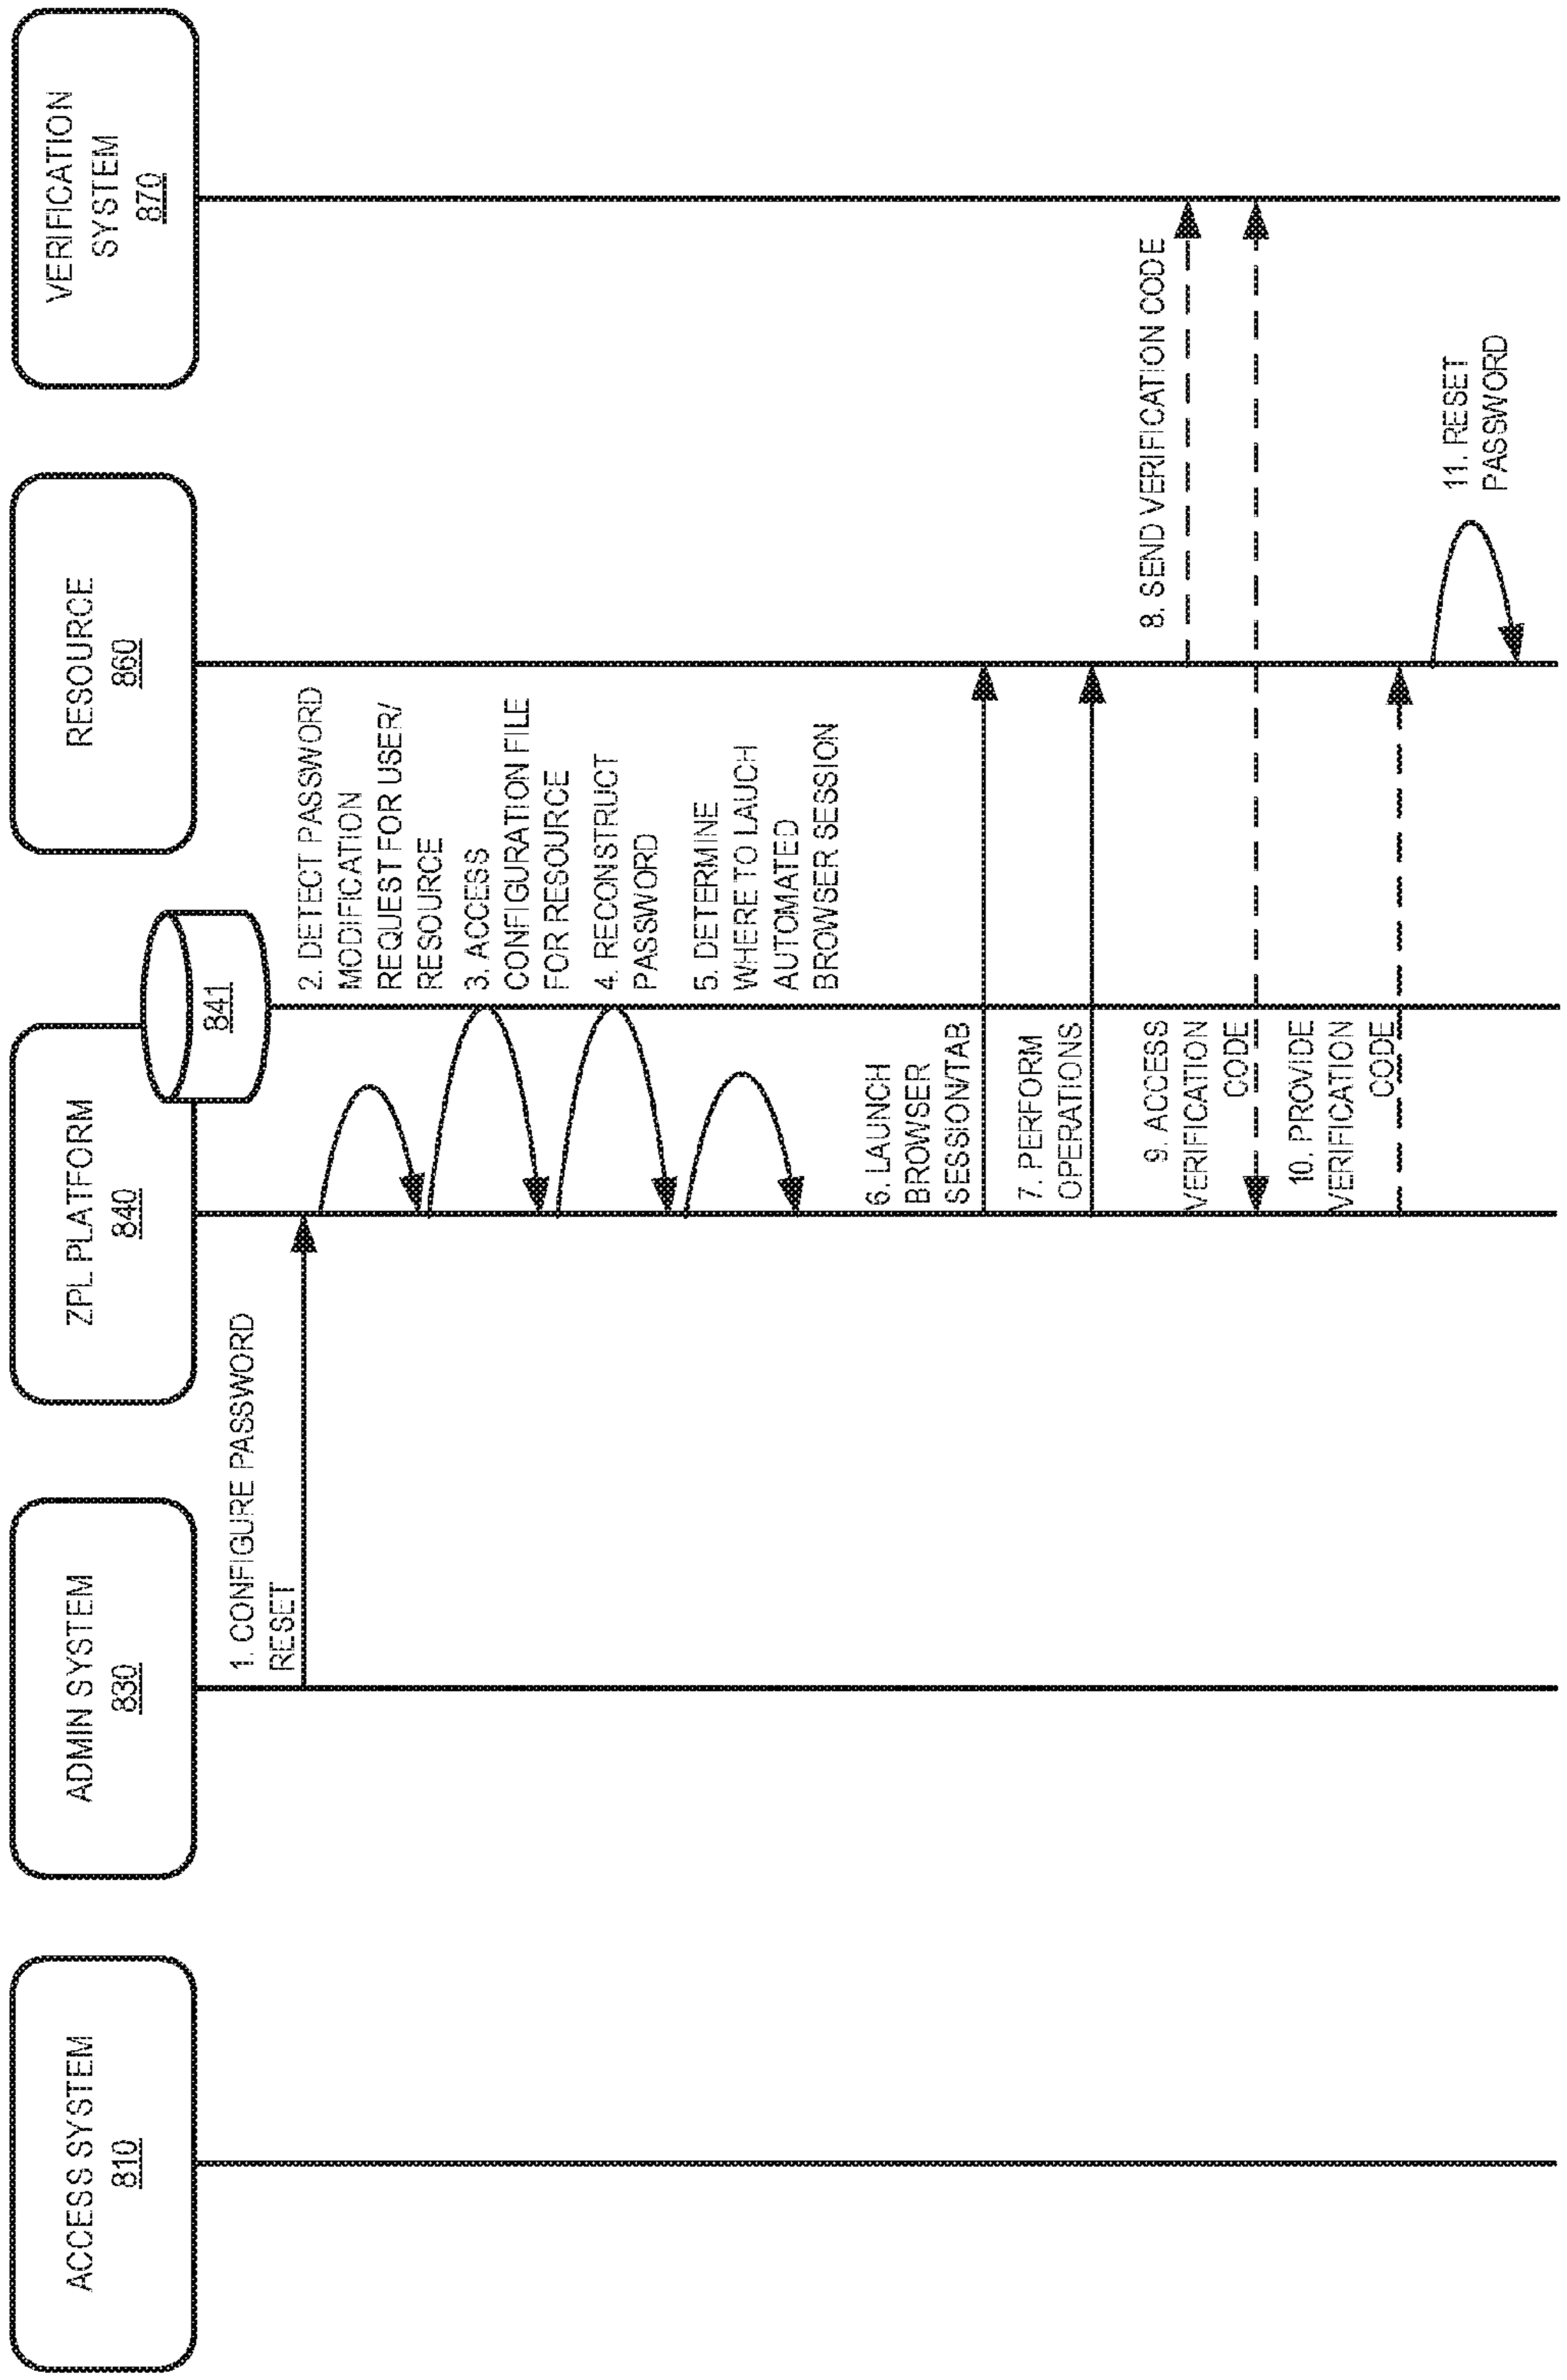 ACCESS SYSTEM
810
ADMIN SYSTEM
830
ZPL PLATFORM
840
841
RESOURCE
860
VERIFICATION
SYSTEM
870
1. CONFIGURE PASSWORD
RESET
2. DETECT PASSWORD
MODIFICATION
REQUEST FOR USER/
RESOURCE
3. ACCESS
CONFIGURATION FILE
FOR RESOURCE
4. RECONSTRUCT
PASSWORD
5. DETERMINE
WHERE TO LAUCH
AUTOMATED
BROWSER SESSION
6. LAUNCH
BROWSER
SESSION/TAB
7. PERFORM
OPERATIONS
8. SEND VERIFICATION CODE
9. ACCESS
VERIFICATION
CODE
10. PROVIDE
VERIFICATION
CODE
11. RESET
PASSWORD